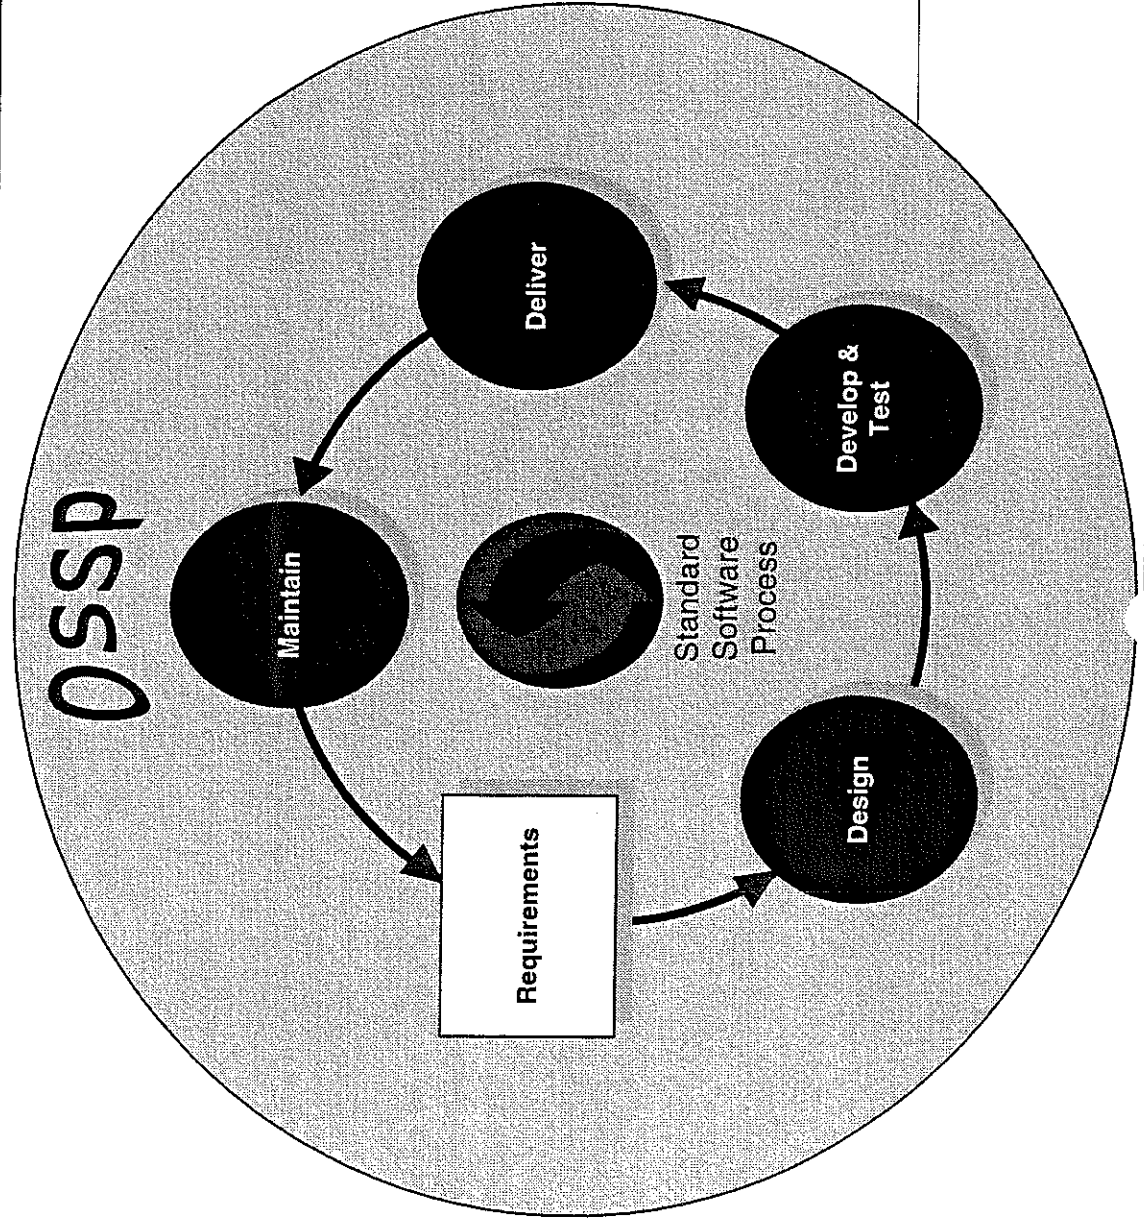 OSSP
Maintain
Requirements
Deliver
Standard
Software
Process
Design
Develop &
Test